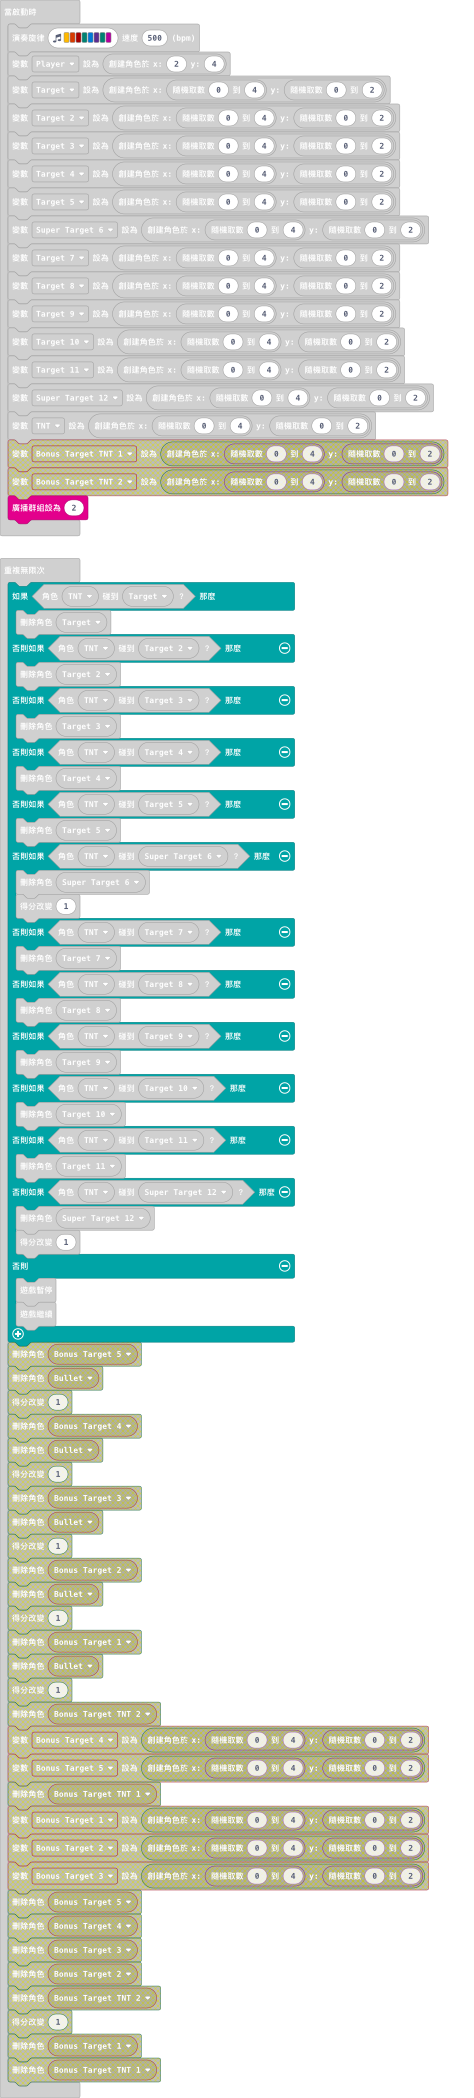 當啟動時
演奏旋律 速度 500 (bpm)
變數 Player 設為 創建角色於 x: 2 y: 4
變數 Target 設為 創建角色於 x: 隨機取數 0 到 4 y: 隨機取數 0 到 2
變數 Target 2 設為 創建角色於 x: 隨機取數 0 到 4 y: 隨機取數 0 到 2
變數 Target 3 設為 創建角色於 x: 隨機取數 0 到 4 y: 隨機取數 0 到 2
變數 Target 4 設為 創建角色於 x: 隨機取數 0 到 4 y: 隨機取數 0 到 2
變數 Target 5 設為 創建角色於 x: 隨機取數 0 到 4 y: 隨機取數 0 到 2
變數 Super Target 6 設為 創建角色於 x: 隨機取數 0 到 4 y: 隨機取數 0 到 2
變數 Target 7 設為 創建角色於 x: 隨機取數 0 到 4 y: 隨機取數 0 到 2
變數 Target 8 設為 創建角色於 x: 隨機取數 0 到 4 y: 隨機取數 0 到 2
變數 Target 9 設為 創建角色於 x: 隨機取數 0 到 4 y: 隨機取數 0 到 2
變數 Target 10 設為 創建角色於 x: 隨機取數 0 到 4 y: 隨機取數 0 到 2
變數 Target 11 設為 創建角色於 x: 隨機取數 0 到 4 y: 隨機取數 0 到 2
變數 Super Target 12 設為 創建角色於 x: 隨機取數 0 到 4 y: 隨機取數 0 到 2
變數 TNT 設為 創建角色於 x: 隨機取數 0 到 4 y: 隨機取數 0 到 2
變數 Bonus Target TNT 1 設為 創建角色於 x: 隨機取數 0 到 4 y: 隨機取數 0 到 2
變數 Bonus Target TNT 2 設為 創建角色於 x: 隨機取數 0 到 4 y: 隨機取數 0 到 2
廣播群組設為 2
重複無限次
如果 角色 TNT 碰到 Target ? 那麼
刪除角色 Target
否則如果 角色 TNT 碰到 Target 2 ? 那麼
刪除角色 Target 2
否則如果 角色 TNT 碰到 Target 3 ? 那麼
刪除角色 Target 3
否則如果 角色 TNT 碰到 Target 4 ? 那麼
刪除角色 Target 4
否則如果 角色 TNT 碰到 Target 5 ? 那麼
刪除角色 Target 5
否則如果 角色 TNT 碰到 Super Target 6 ? 那麼
刪除角色 Super Target 6
得分改變 1
否則如果 角色 TNT 碰到 Target 7 ? 那麼
刪除角色 Target 7
否則如果 角色 TNT 碰到 Target 8 ? 那麼
刪除角色 Target 8
否則如果 角色 TNT 碰到 Target 9 ? 那麼
刪除角色 Target 9
否則如果 角色 TNT 碰到 Target 10 ? 那麼
刪除角色 Target 10
否則如果 角色 TNT 碰到 Target 11 ? 那麼
刪除角色 Target 11
否則如果 角色 TNT 碰到 Super Target 12 ? 那麼
刪除角色 Super Target 12
得分改變 1
否則
遊戲暫停
遊戲繼續
刪除角色 Bonus Target 5
刪除角色 Bullet
得分改變 1
刪除角色 Bonus Target 4
刪除角色 Bullet
得分改變 1
刪除角色 Bonus Target 3
刪除角色 Bullet
得分改變 1
刪除角色 Bonus Target 2
刪除角色 Bullet
得分改變 1
刪除角色 Bonus Target 1
刪除角色 Bullet
得分改變 1
刪除角色 Bonus Target TNT 2
變數 Bonus Target 4 設為 創建角色於 x: 隨機取數 0 到 4 y: 隨機取數 0 到 2
變數 Bonus Target 5 設為 創建角色於 x: 隨機取數 0 到 4 y: 隨機取數 0 到 2
刪除角色 Bonus Target TNT 1
變數 Bonus Target 1 設為 創建角色於 x: 隨機取數 0 到 4 y: 隨機取數 0 到 2
變數 Bonus Target 2 設為 創建角色於 x: 隨機取數 0 到 4 y: 隨機取數 0 到 2
變數 Bonus Target 3 設為 創建角色於 x: 隨機取數 0 到 4 y: 隨機取數 0 到 2
刪除角色 Bonus Target 5
刪除角色 Bonus Target 4
刪除角色 Bonus Target 3
刪除角色 Bonus Target 2
刪除角色 Bonus Target TNT 2
得分改變 1
刪除角色 Bonus Target 1
刪除角色 Bonus Target TNT 1